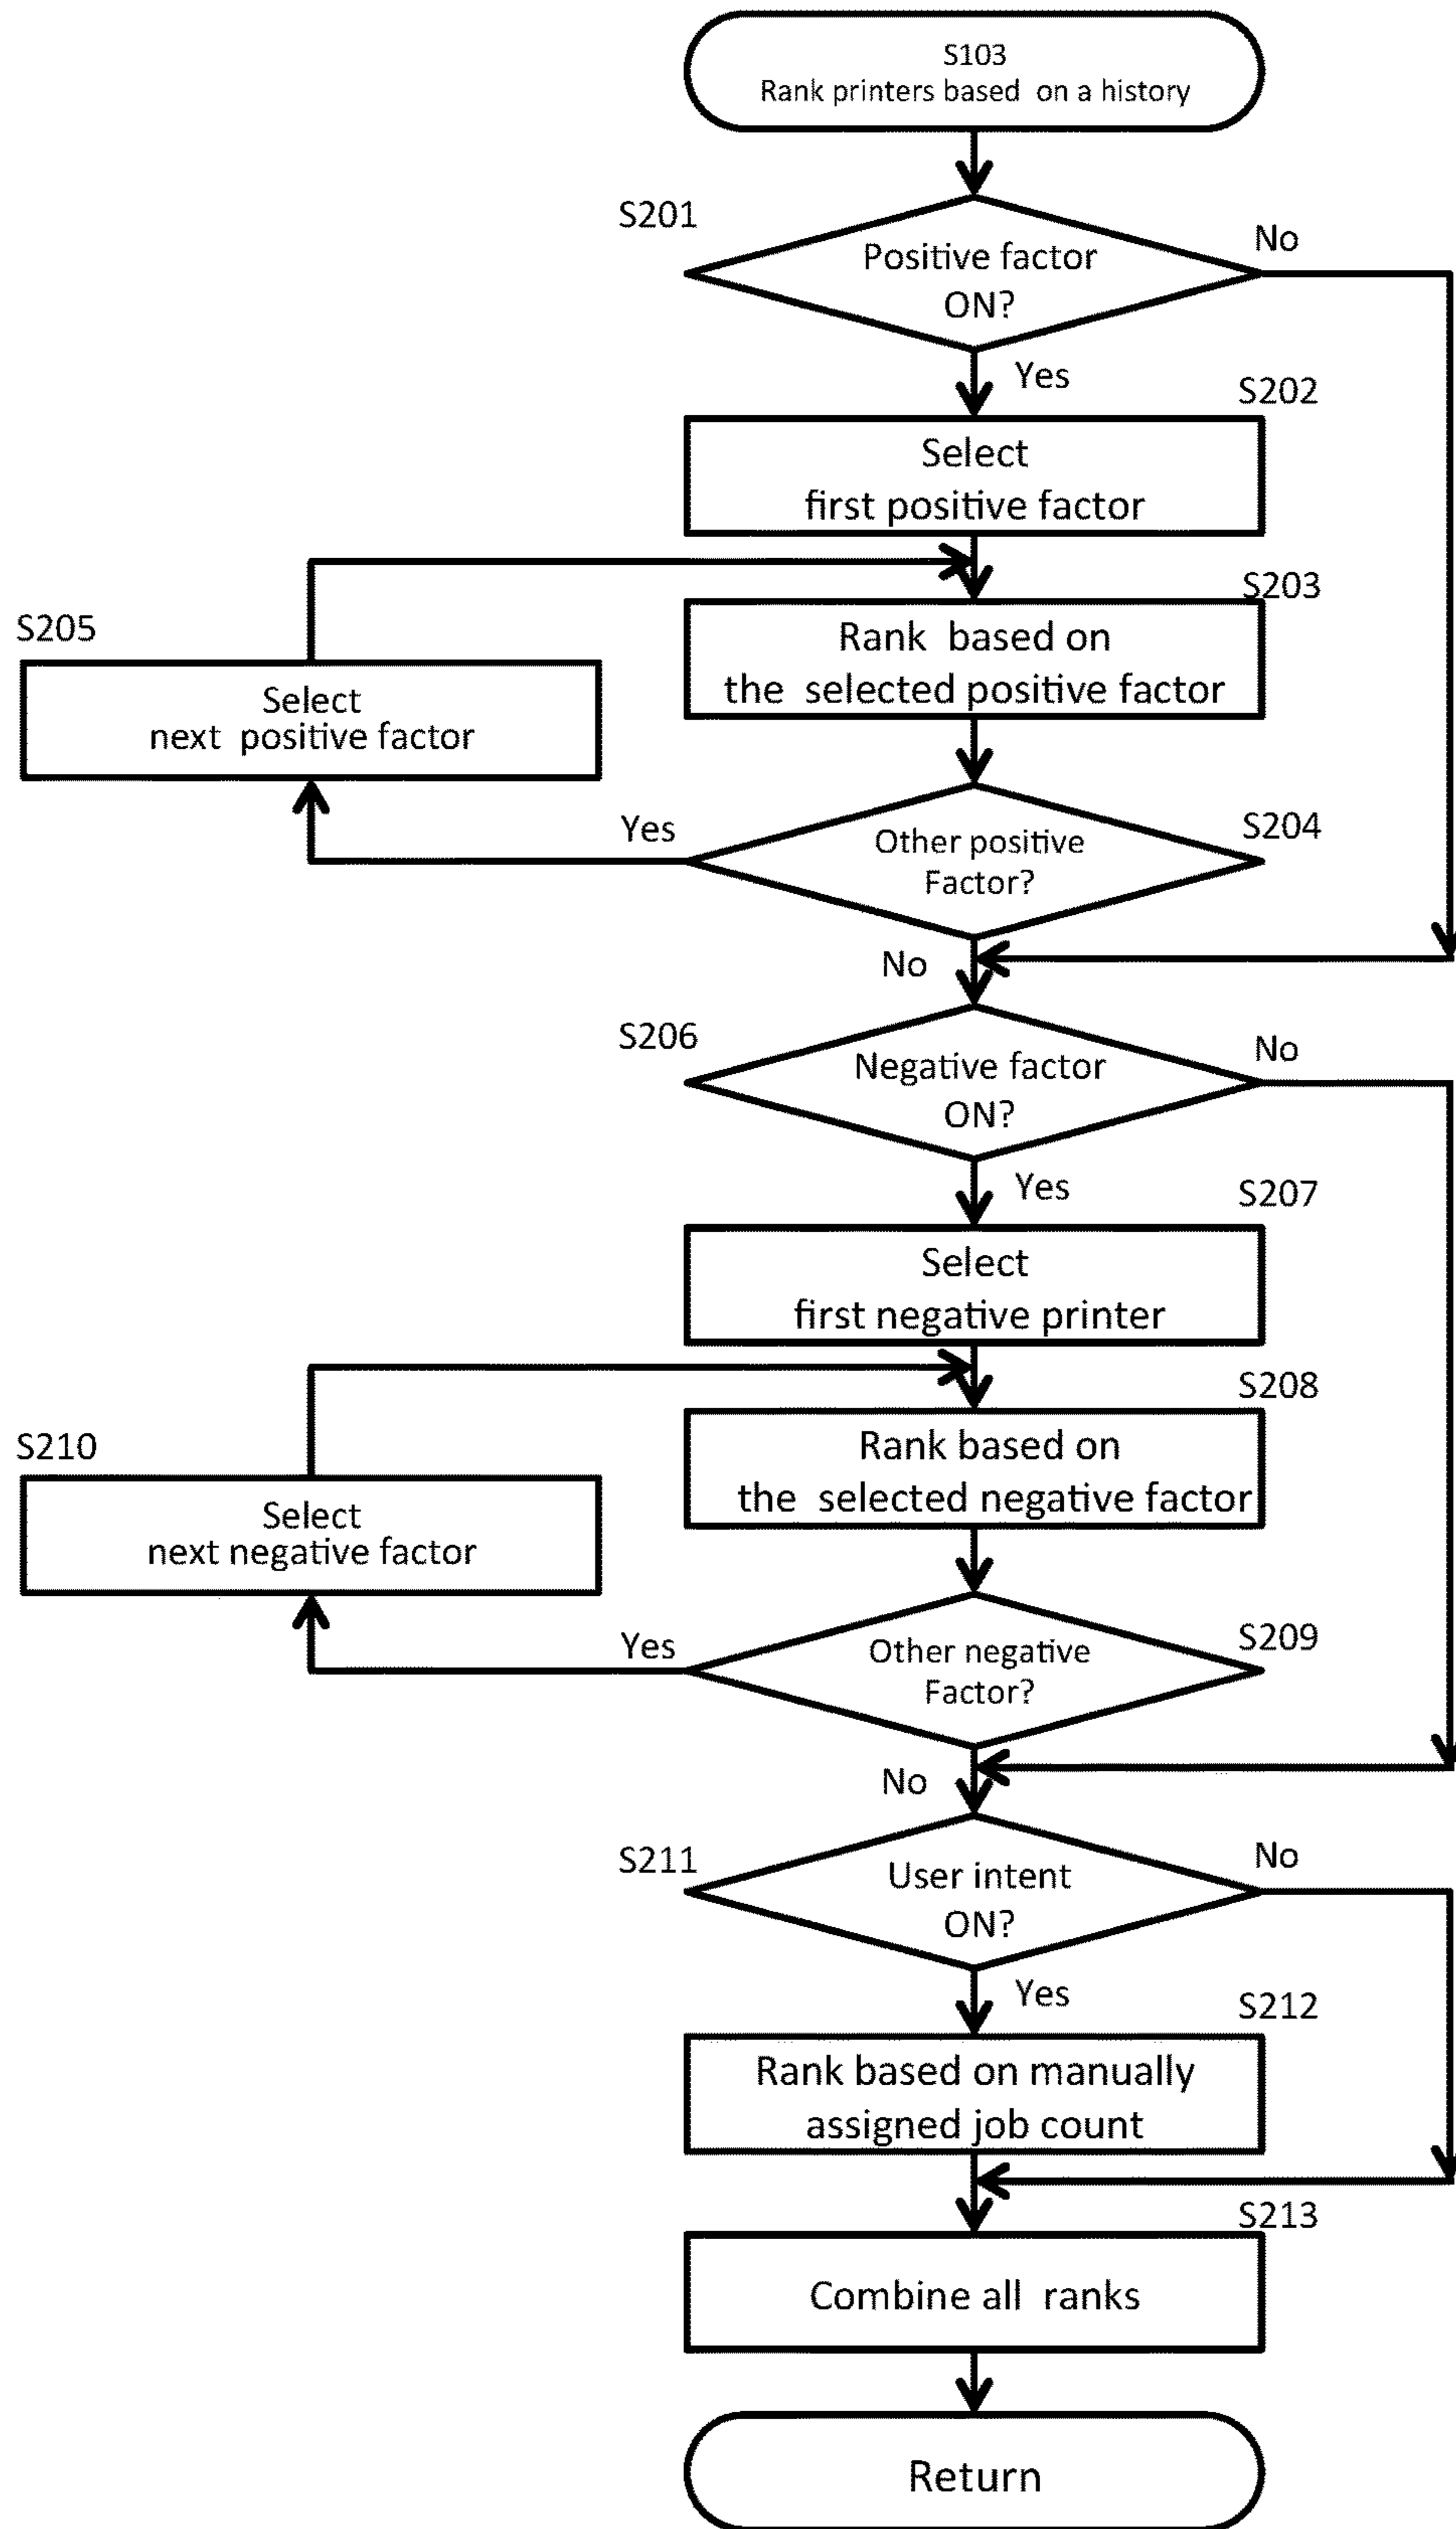 S103
Rank printers based on a history
S201
Positive factor
ON?
No
Yes
S202
Select
first positive factor
S203
Rank based on
the selected positive factor
S205
Select
next positive factor
Yes
Other positive
Factor?
S204
No
S206
Negative factor
ON?
No
Yes
S207
Select
first negative printer
S208
Rank based on
the selected negative factor
S210
Select
next negative factor
Yes
Other negative
Factor?
S209
No
S211
User intent
ON?
No
Yes
S212
Rank based on manually
assigned job count
S213
Combine all ranks
Return